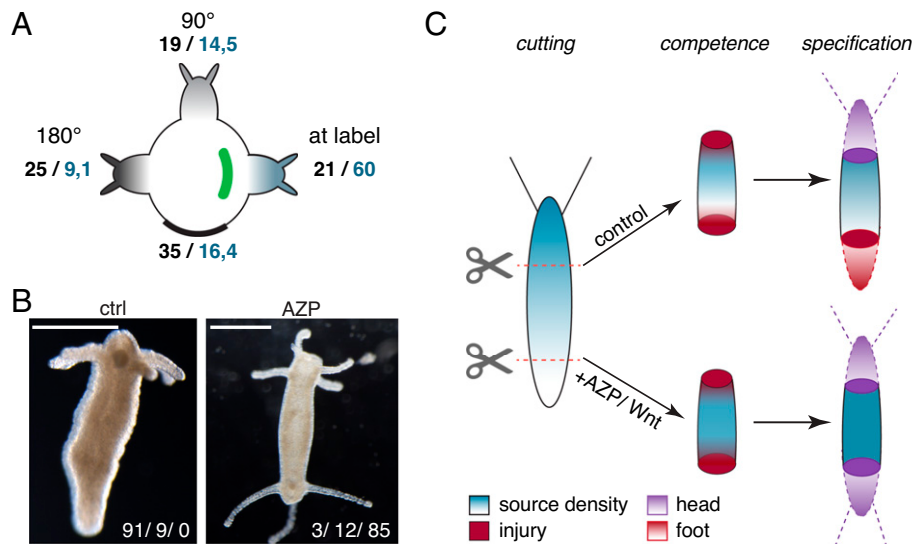 A
90°
19 / 14,5
180°
at label
25 / 9,1
21 / 60
35 / 16,4
B
ctrl
AZP
91/ 9/ 0
3/ 12/ 85
C
cutting
competence
specification
control
+AZP/ Wnt
source density
head
injury
foot